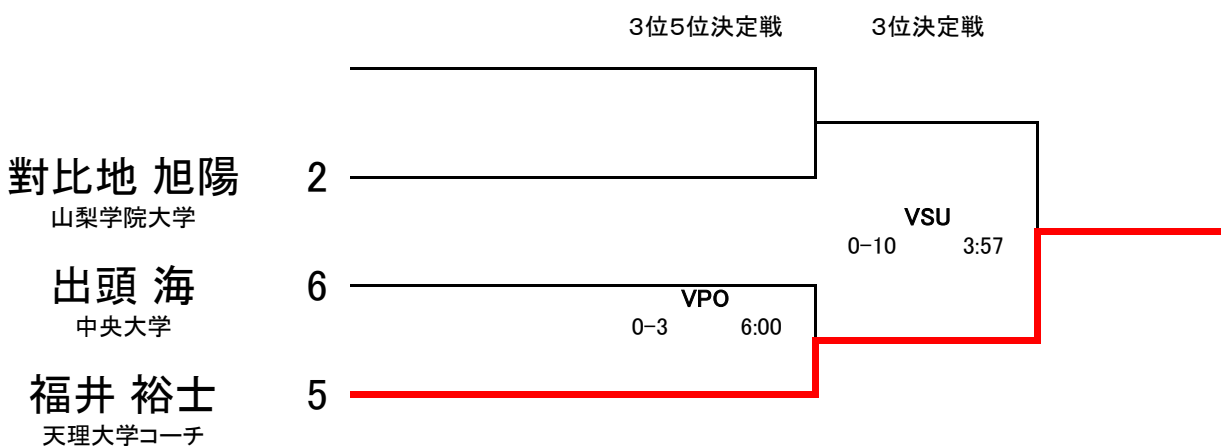 3位5位決定戦 3位決定戦
對比地 旭陽 2
山梨学院大学
VSU
0-10 3:57
出頭 海 6
中央大学
VPO
0-3 6:00
福井 裕士 5
天理大学コーチ